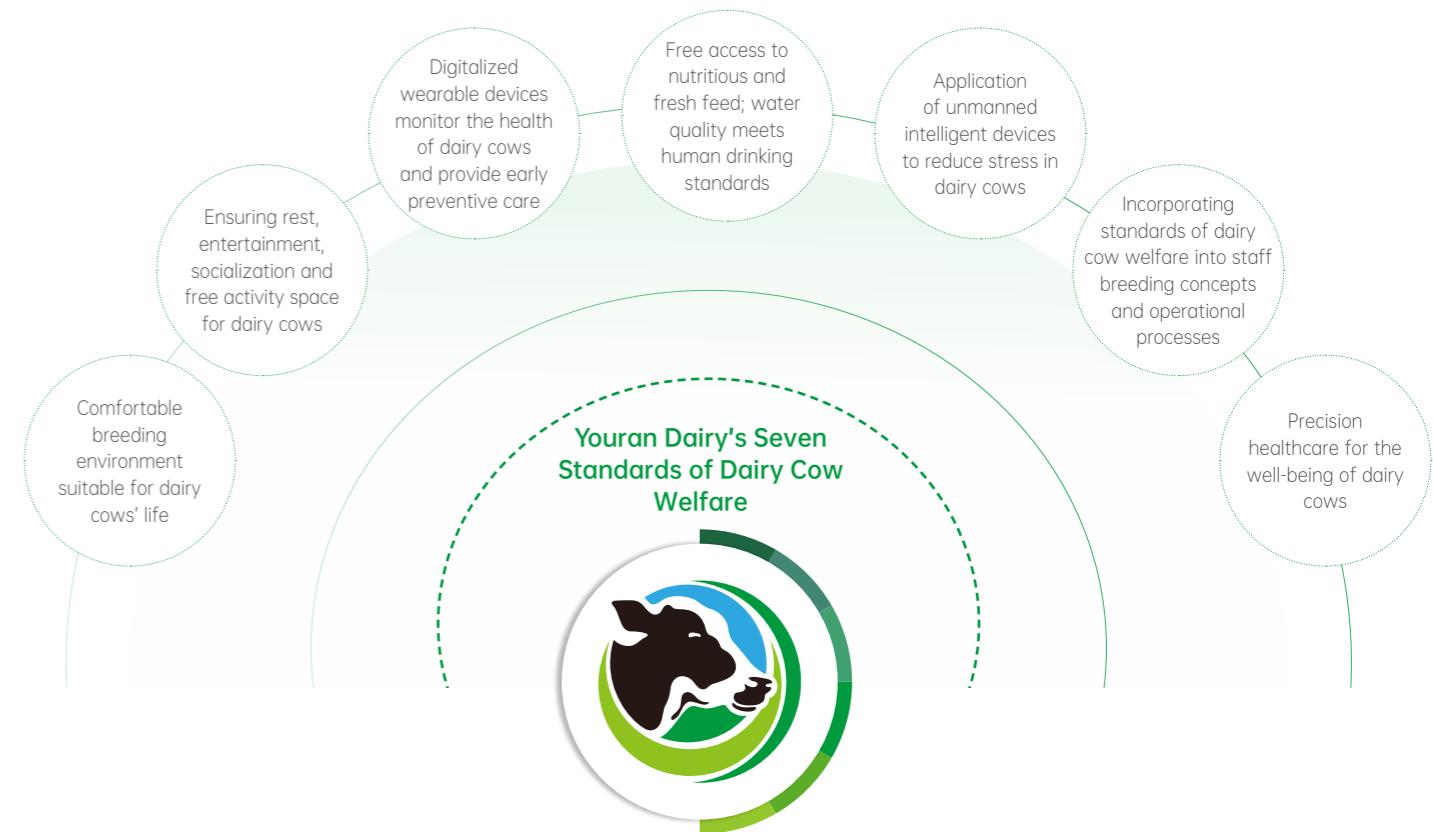 Comfortable
breeding
environment
suitable for dairy
cows' life
Ensuring rest,
entertainment,
socialization and
free activity space
for dairy cows
Digitalized
wearable devices
monitor the health
of dairy cows
and provide early
preventive care
Free access to
nutritious and
fresh feed; water
quality meets
human drinking
standards
Application
of unmanned
intelligent devices
to reduce stress in
dairy cows
Incorporating
standards of dairy
cow welfare into staff
breeding concepts
and operational
processes
Precision
healthcare for the
well-being of dairy
cows
Youran Dairy's Seven
Standards of Dairy Cow
Welfare